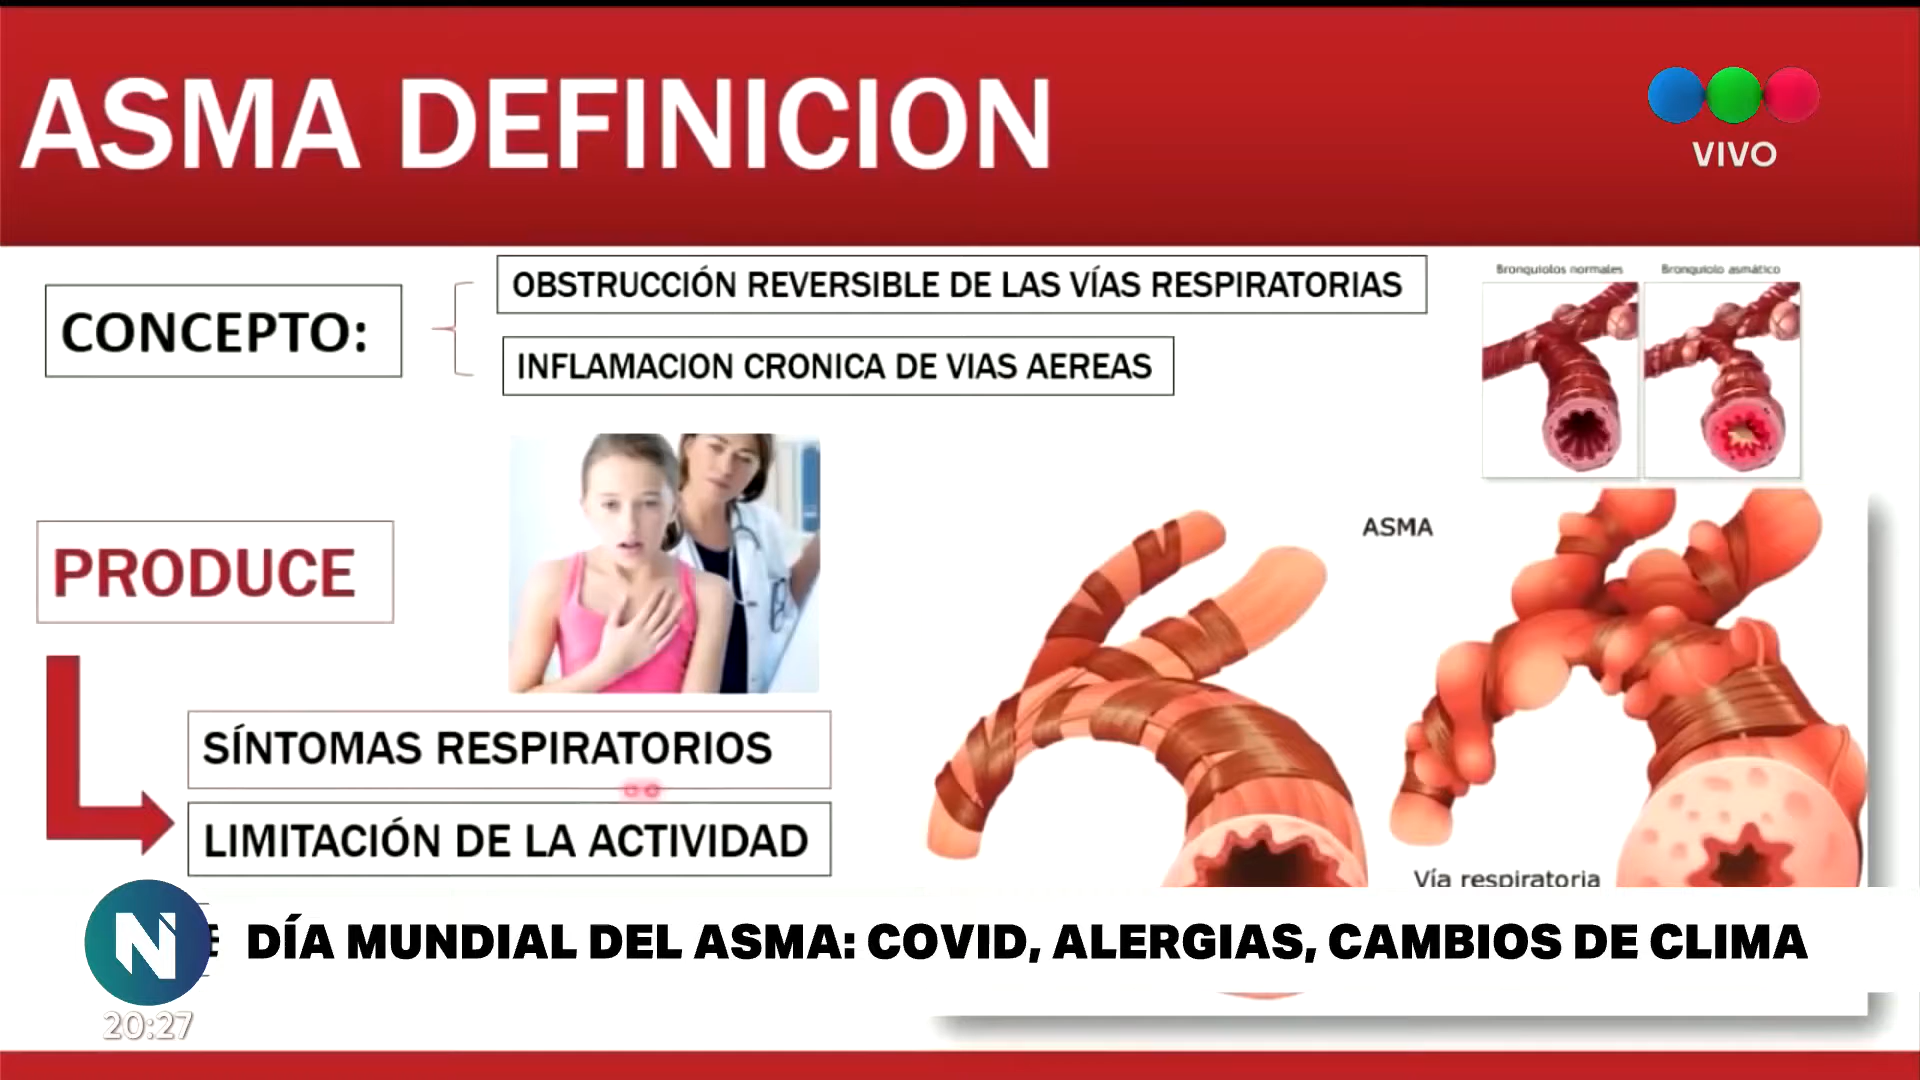 ASMA DEFINICION
VIVO
CONCEPTO:
OBSTRUCCIÓN REVERSIBLE DE LAS VÍAS RESPIRATORIAS
INFLAMACION CRONICA DE VIAS AEREAS
Bronquiolos normales
Bronquiolo asmático
PRODUCE
ASMA
SÍNTOMAS RESPIRATORIOS
LIMITACIÓN DE LA ACTIVIDAD
Vía respiratoria
N
DÍA MUNDIAL DEL ASMA: COVID, ALERGIAS, CAMBIOS DE CLIMA
20:27